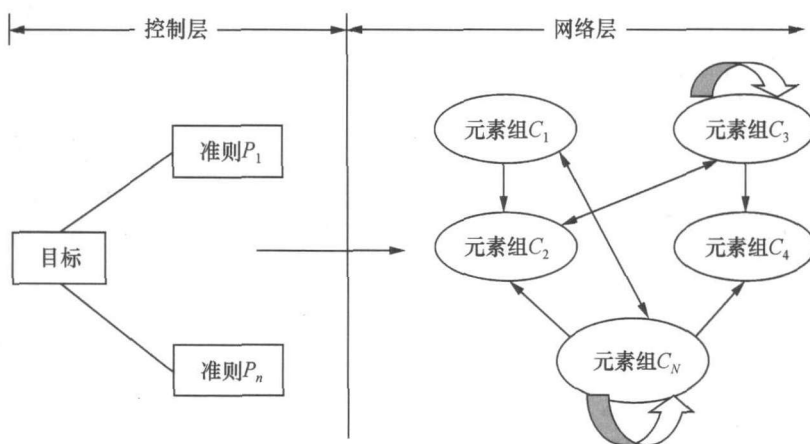 控制层
网络层
准则P₁
目标
准则Pₙ
元素组C₁
元素组C₃
元素组C₂
元素组C₄
元素组C_N